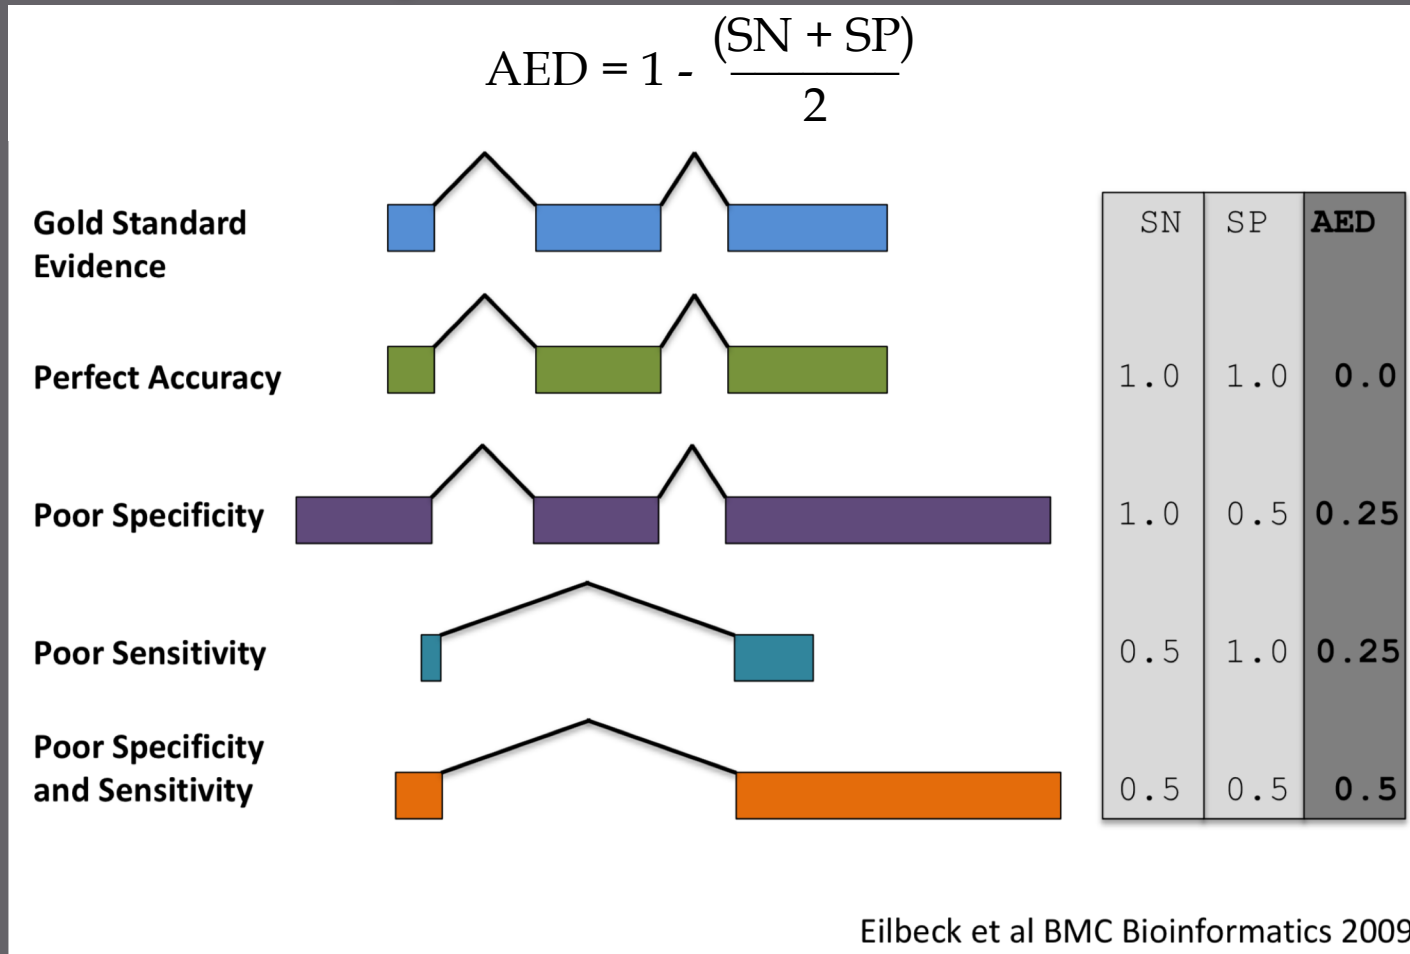 AED = 1 - (SN + SP)
2
Gold Standard
Evidence
SN SP AED
Perfect Accuracy 1.0 1.0 0.0
Poor Specificity 1.0 0.5 0.25
Poor Sensitivity 0.5 1.0 0.25
Poor Specificity
and Sensitivity 0.5 0.5 0.5
Eilbeck et al BMC Bioinformatics 2009